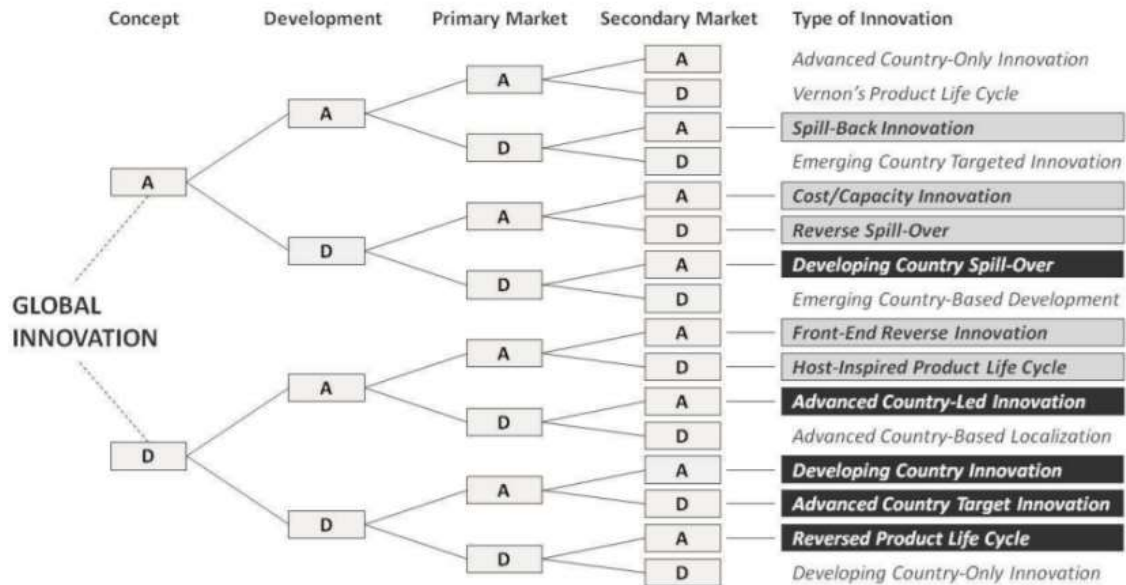 Concept Development Primary Market Secondary Market Type of Innovation
A Advanced Country-Only Innovation
A
D Vernon's Product Life Cycle
A
A Spill-Back Innovation
D
D Emerging Country Targeted Innovation
A
A Cost/Capacity Innovation
A
D Reverse Spill-Over
D
A Developing Country Spill-Over
D
D Emerging Country-Based Development
GLOBAL
INNOVATION
A Front-End Reverse Innovation
A
D Host-Inspired Product Life Cycle
A
A Advanced Country-Led Innovation
D
D Advanced Country-Based Localization
D
A Developing Country Innovation
A
D Advanced Country Target Innovation
D
A Reversed Product Life Cycle
D
D Developing Country-Only Innovation